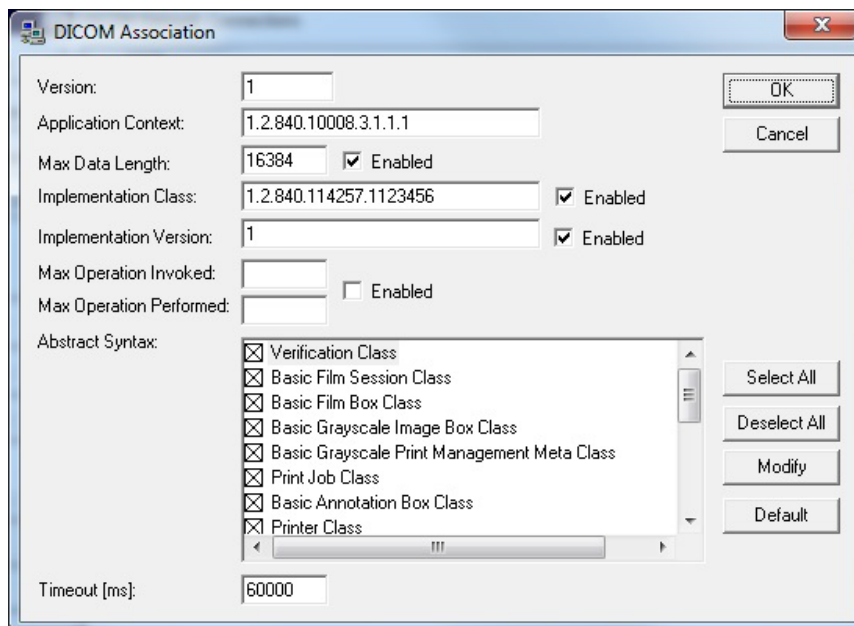 DICOM Association
Version: 1
OK
Application Context: 1.2.840.10008.3.1.1.1
Cancel
Max Data Length: 16384 Enabled
Implementation Class: 1.2.840.114257.1123456 Enabled
Implementation Version: 1 Enabled
Max Operation Invoked:
Enabled
Max Operation Performed:
Abstract Syntax:
Verification Class
Basic Film Session Class
Select All
Basic Film Box Class
Basic Grayscale Image Box Class
Deselect All
Basic Grayscale Print Management Meta Class
Modify
Print Job Class
Basic Annotation Box Class
Default
Printer Class
Timeout [ms]: 60000